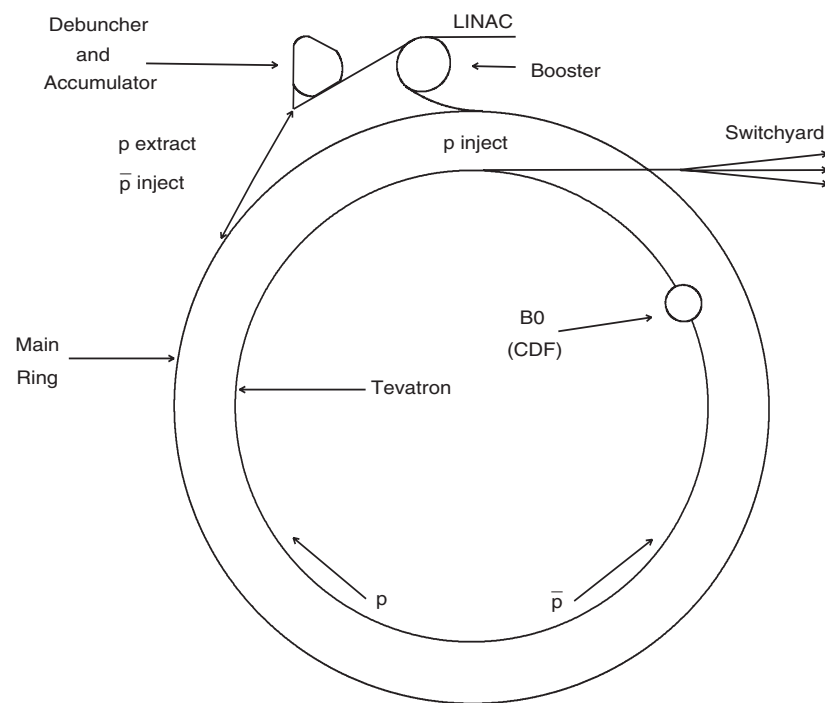 Debuncher
and
Accumulator
LINAC
Booster
p extract
p̅ inject
p inject
Switchyard
B0
(CDF)
Main
Ring
Tevatron
p
p̅